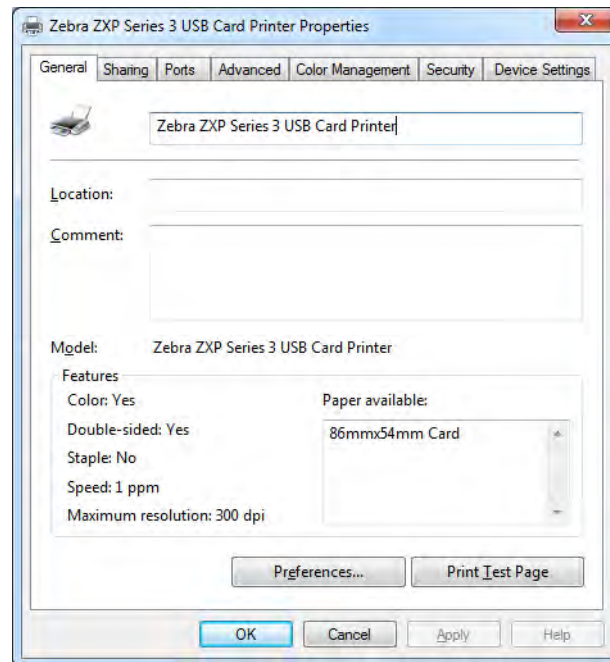 Zebra ZXP Series 3 USB Card Printer Properties
General Sharing Ports Advanced Color Management Security Device Settings
Zebra ZXP Series 3 USB Card Printer
Location:
Comment:
Model: Zebra ZXP Series 3 USB Card Printer
Features
Color: Yes Paper available:
Double-sided: Yes 86mmx54mm Card
Staple: No
Speed: 1 ppm
Maximum resolution: 300 dpi
Preferences... Print Test Page
OK Cancel Apply Help